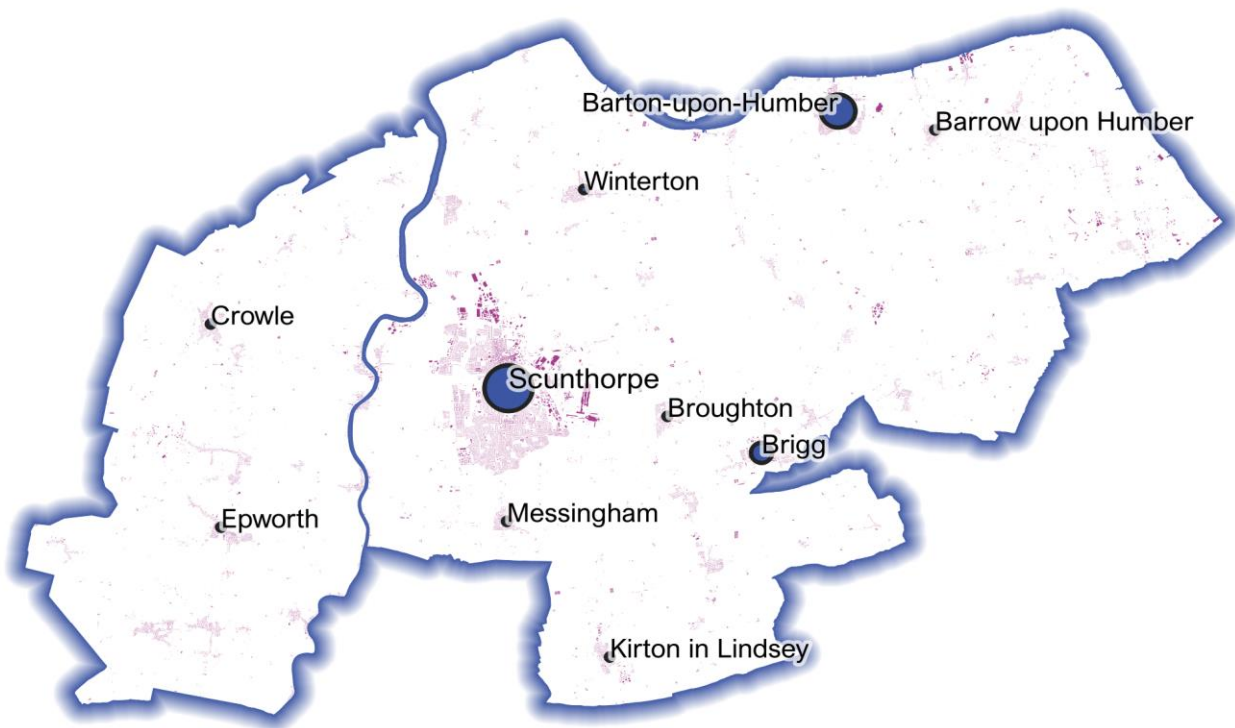 Barton-upon-Humber
Barrow upon Humber
Winterton
Crowle
Scunthorpe
Broughton
Brigg
Epworth
Messingham
Kirton in Lindsey